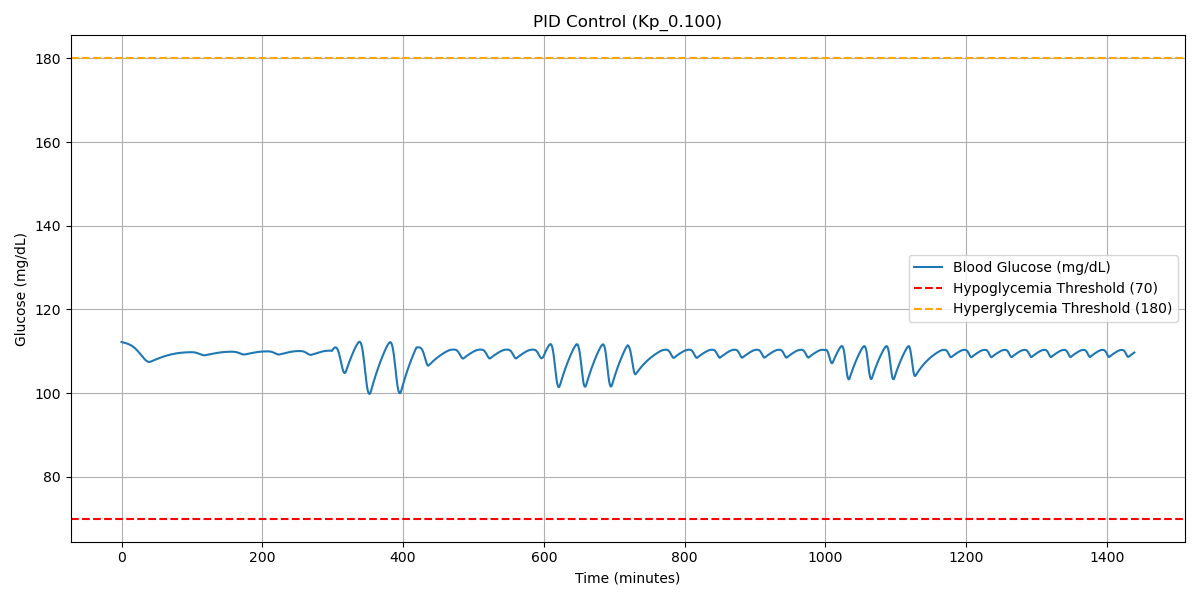 PID Control (Kp_0.100)
Glucose (mg/dL)
180
160
140
120
100
80
Blood Glucose (mg/dL)
Hypoglycemia Threshold (70)
Hyperglycemia Threshold (180)
0 200 400 600 800 1000 1200 1400
Time (minutes)